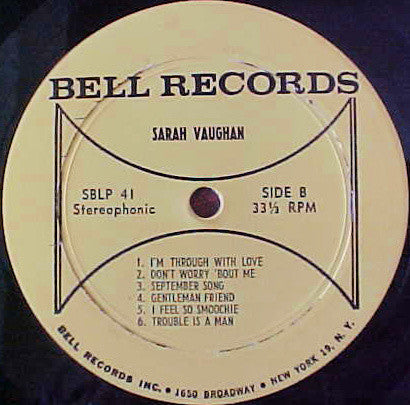 BELL RECORDS
SARAH VAUGHAN
SBLP 41
Stereophonic
SIDE B
33⅓ RPM
1. I'M THROUGH WITH LOVE
2. DON'T WORRY 'BOUT ME
3. SEPTEMBER SONG
4. GENTLEMAN FRIEND
5. I FEEL SO SMOOCHIE
6. TROUBLE IS A MAN
BELL RECORDS INC. • 1650 BROADWAY • NEW YORK 19, N. Y.